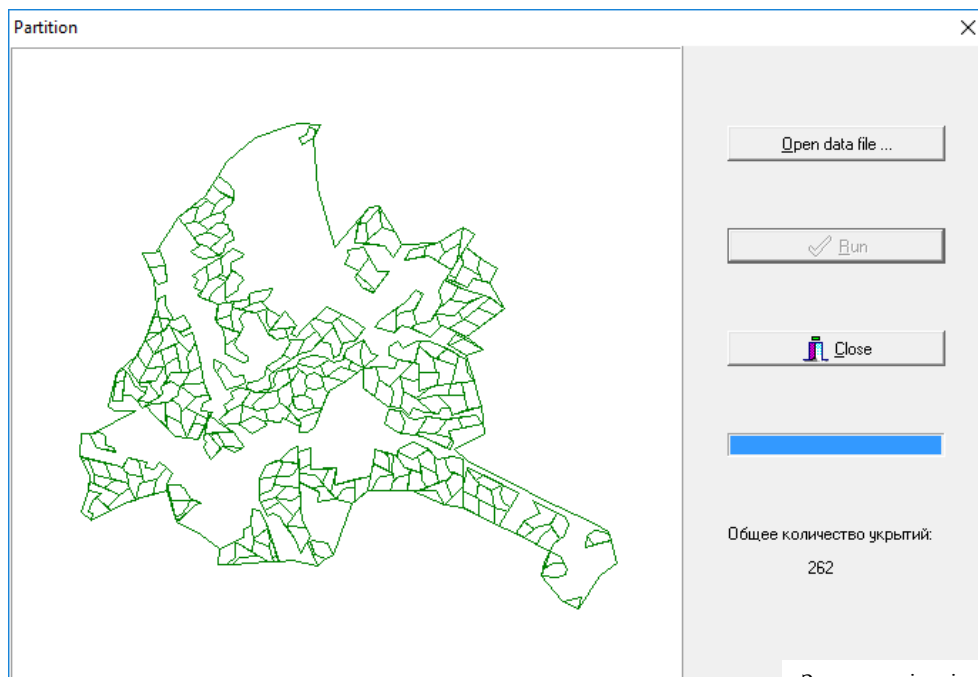 Partition
Open data file ...
Run
Close
Общее количество укрытий:
262